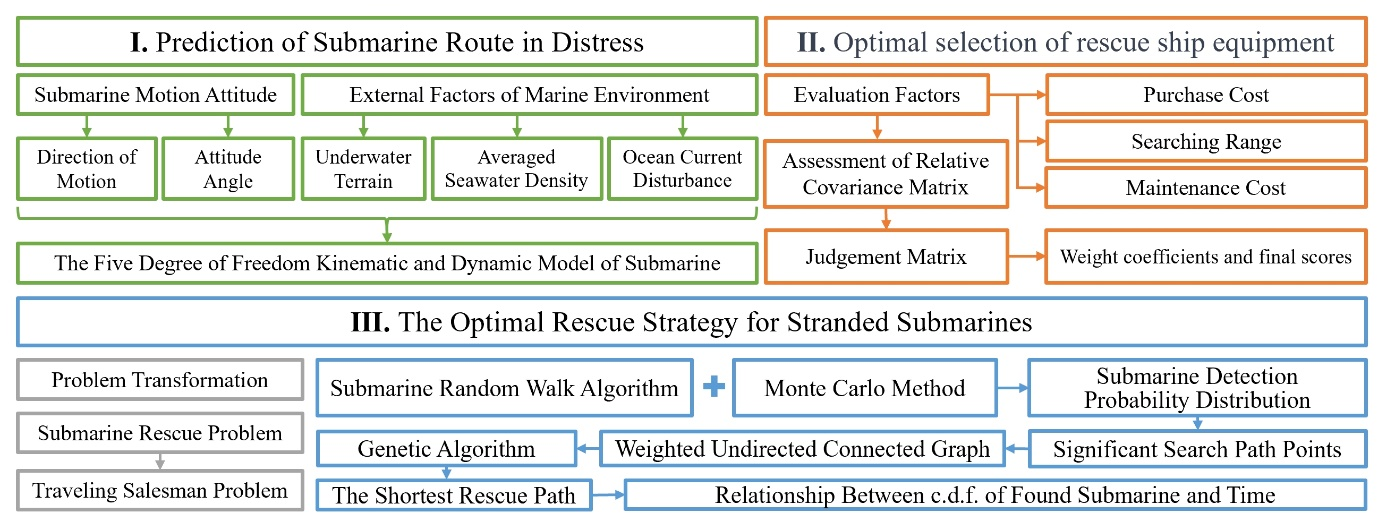 I. Prediction of Submarine Route in Distress
Submarine Motion Attitude
External Factors of Marine Environment
Direction of
Motion
Attitude
Angle
Underwater
Terrain
Averaged
Seawater Density
Ocean Current
Disturbance
The Five Degree of Freedom Kinematic and Dynamic Model of Submarine
II. Optimal selection of rescue ship equipment
Evaluation Factors
Purchase Cost
Searching Range
Maintenance Cost
Assessment of Relative
Covariance Matrix
Judgement Matrix
Weight coefficients and final scores
III. The Optimal Rescue Strategy for Stranded Submarines
Problem Transformation
Submarine Rescue Problem
Traveling Salesman Problem
Submarine Random Walk Algorithm
+
Monte Carlo Method
Submarine Detection
Probability Distribution
Significant Search Path Points
Weighted Undirected Connected Graph
Genetic Algorithm
The Shortest Rescue Path
Relationship Between c.d.f. of Found Submarine and Time